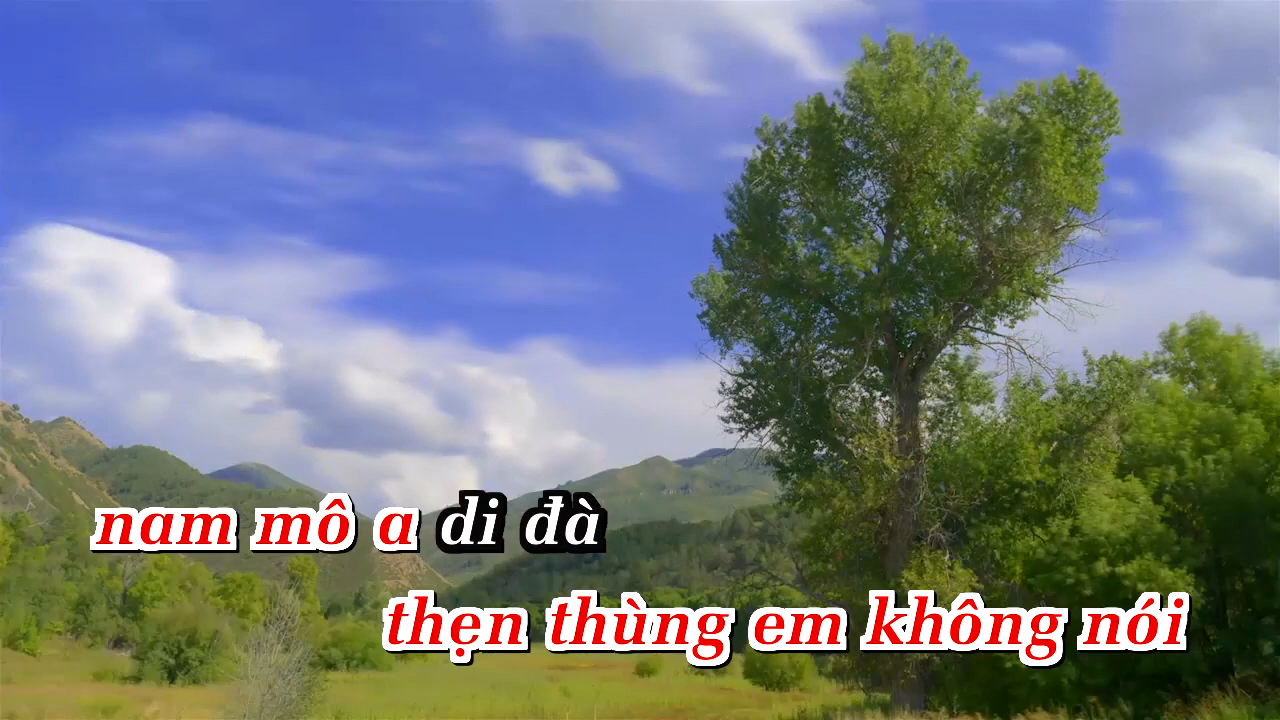 nam mô a di đà
thẹn thùng em không nói